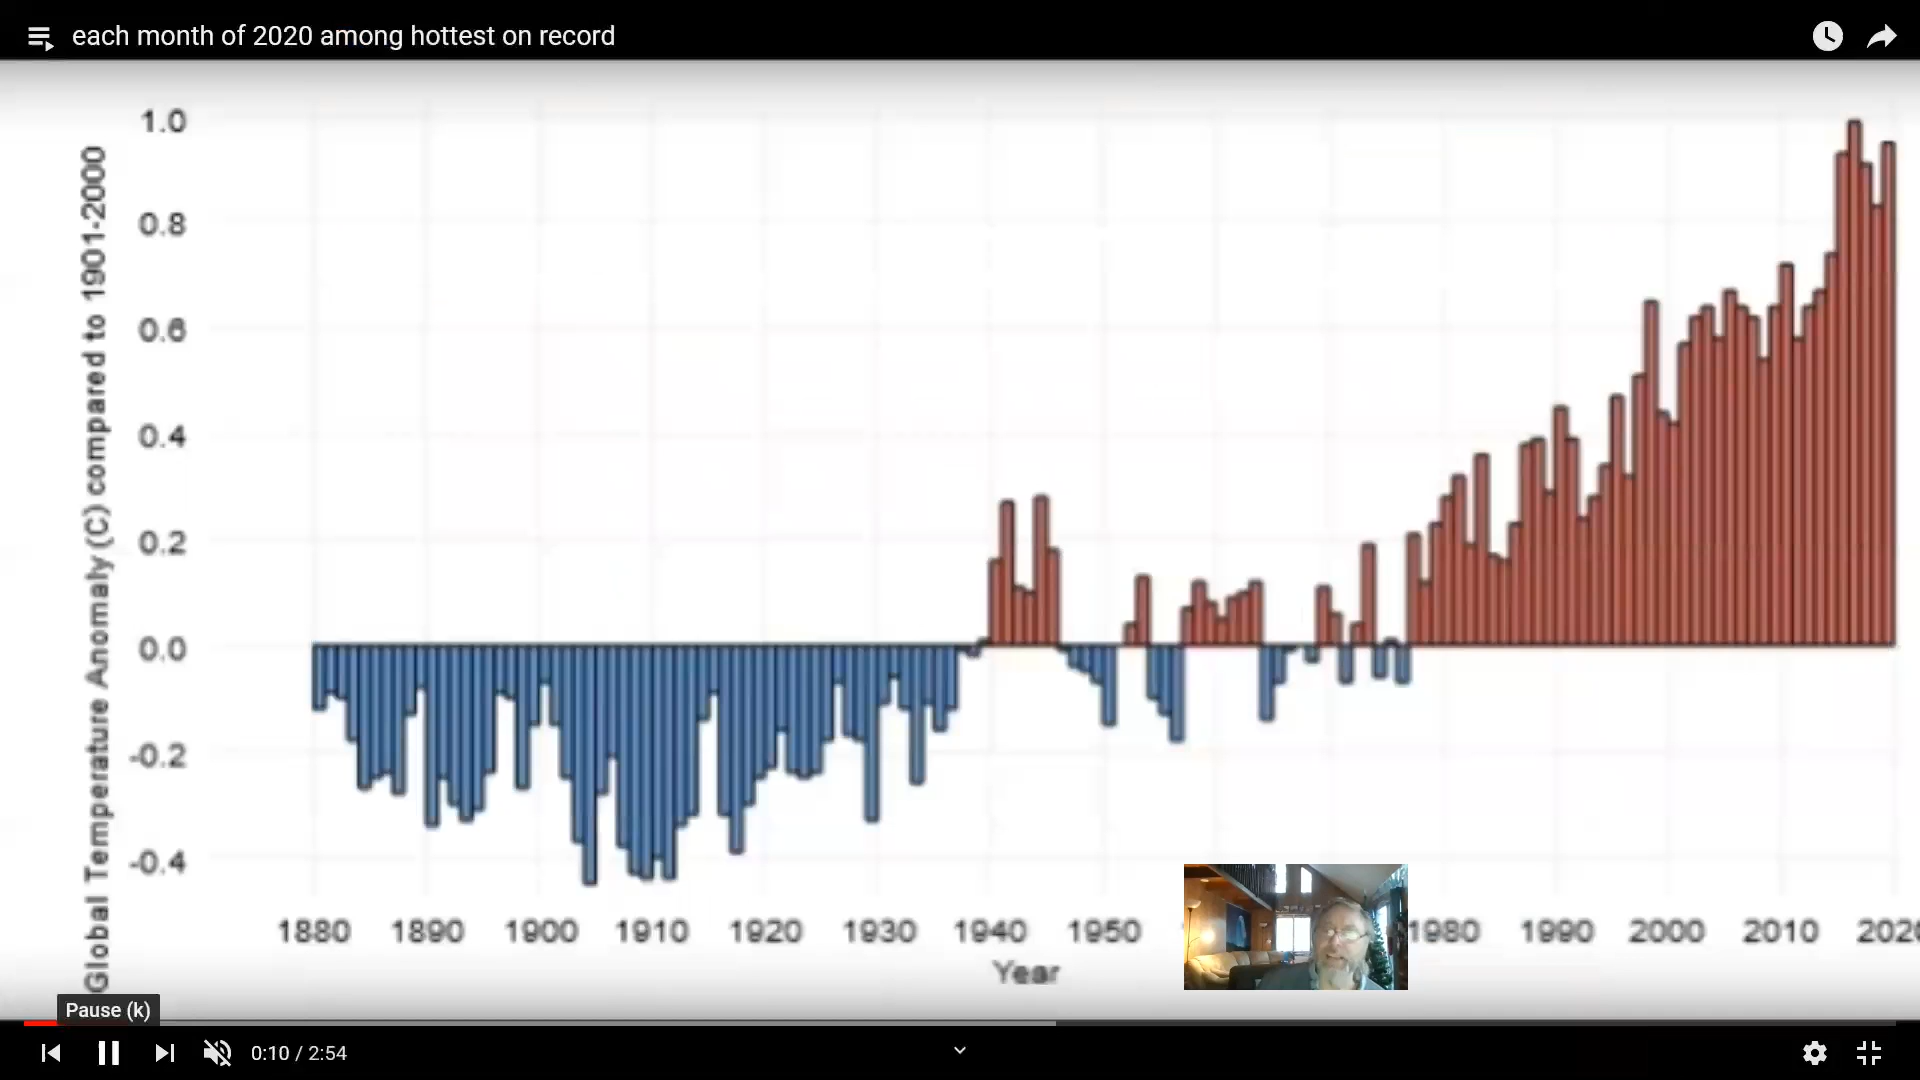 each month of 2020 among hottest on record
Global Temperature Anomaly (C) compared to 1901-2000
1.0
0.8
0.6
0.4
0.2
0.0
-0.2
-0.4
1880 1890 1900 1910 1920 1930 1940 1950 1980 1990 2000 2010 2020
Year
Pause (k)
0:10 / 2:54